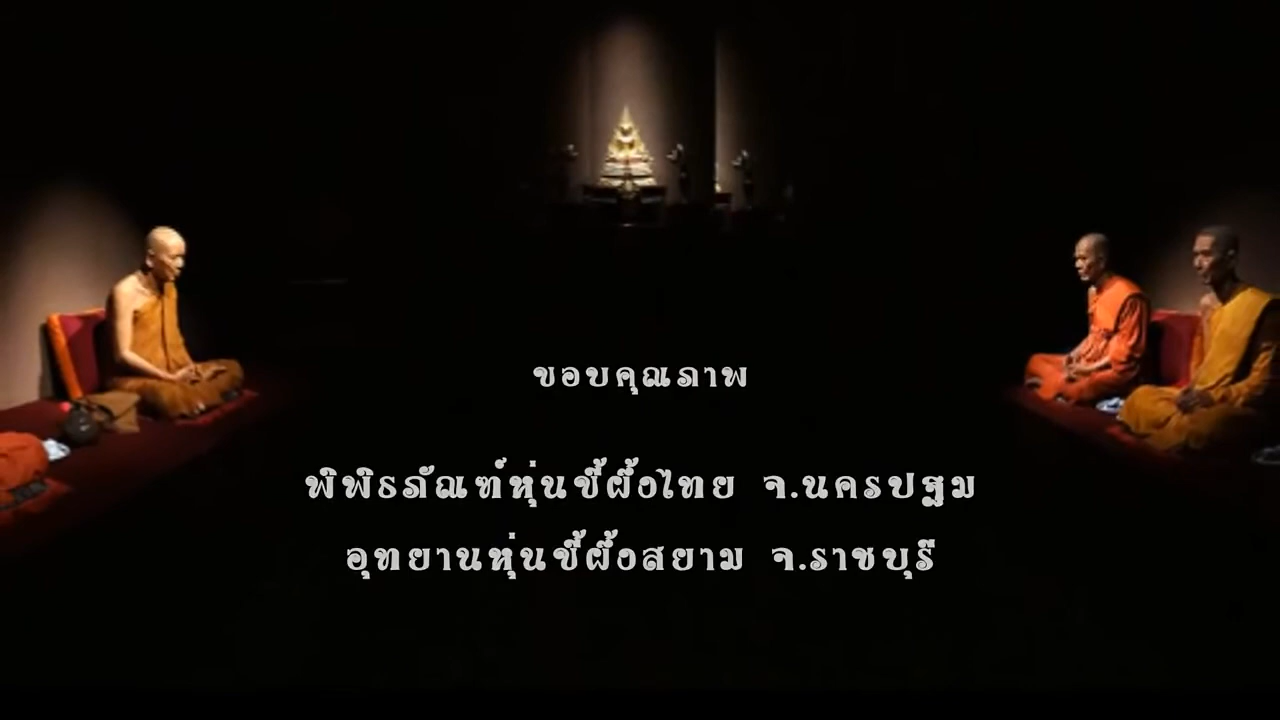 ขอบคุณภาพ
พิพิธภัณฑ์หุ่นขี้ผึ้งไทย จ.นครปฐม
อุทยานหุ่นขี้ผึ้งสยาม จ.ราชบุรี